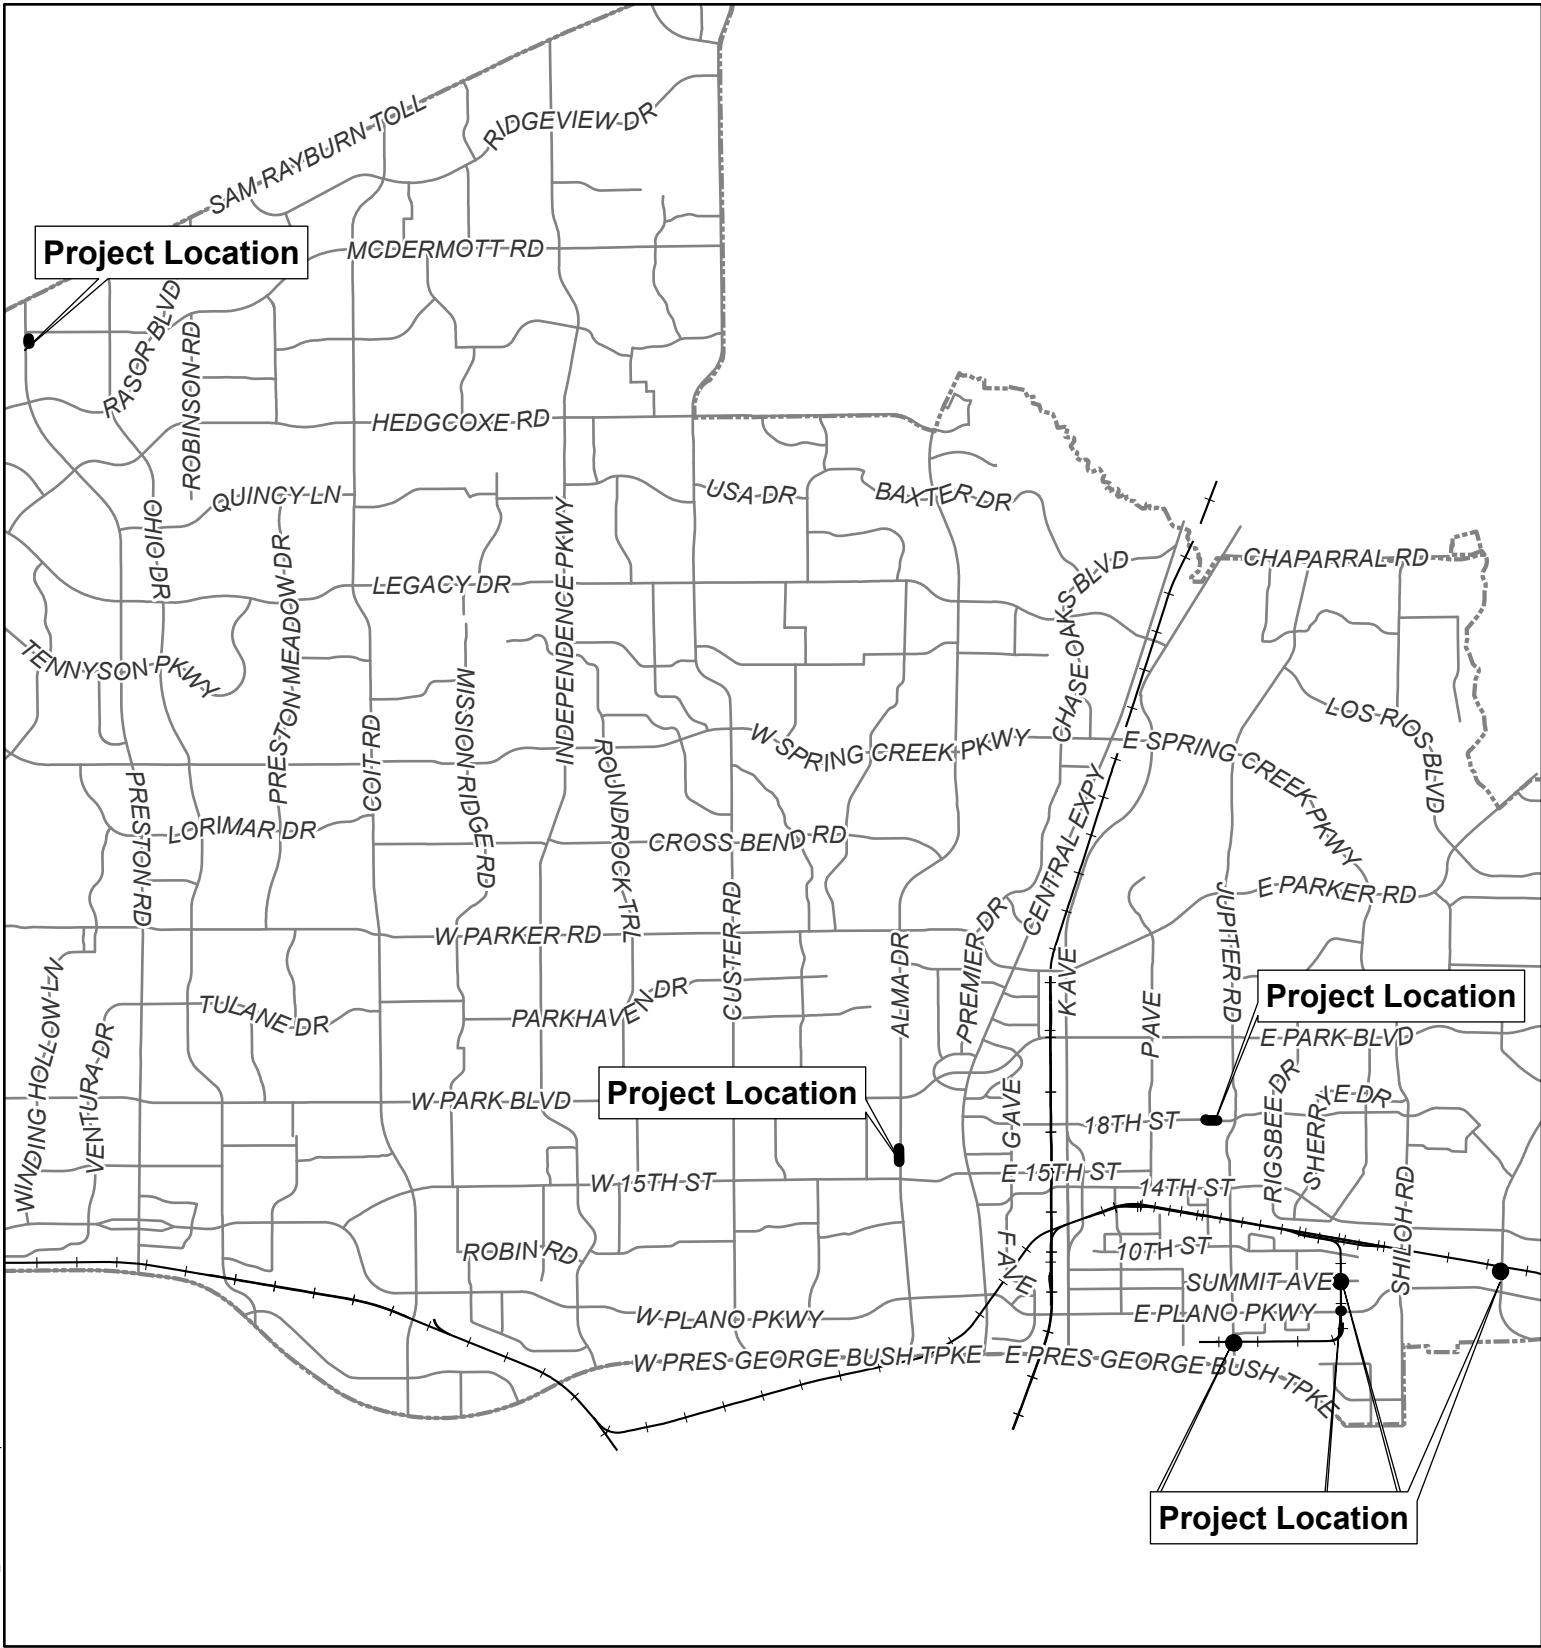 SAM RAYBURN TOLL
RIDGEVIEW DR
Project Location
MCDERMOTT RD
RASOR BLVD
ROBINSON RD
HEDGCOXE RD
QUINCY LN
USA DR
BAXTER DR
OHIO DR
PRESTON MEADOW DR
INDEPENDENCE PKWY
LEGACY DR
CHASE OAKS BLVD
CHAPARRAL RD
TENNYSON PKWY
MISSION RIDGE RD
COIT RD
ROUNDROCK TRL
W SPRING CREEK PKWY
E SPRING CREEK PKWY
LOS RIOS BLVD
PRESTON RD
LORIMAR DR
CROSS BEND RD
CENTRAL EXPY
CUSTER RD
JUPITER RD
E PARKER RD
W PARKER RD
ALMA DR
PREMIER DR
K AVE
P AVE
WINDING HOLLOW LN
VENTURA DR
TULANE DR
PARKHAVEN DR
Project Location
E PARK BLVD
Project Location
W PARK BLVD
G AVE
18TH ST
RIGSBEE DR
SHERRYE DR
W 15TH ST
E 15TH ST
14TH ST
SHILOH RD
ROBIN RD
F AVE
10TH ST
SUMMIT AVE
W PLANO PKWY
E PLANO PKWY
W PRES GEORGE BUSH TPKE
E PRES GEORGE BUSH TPKE
Project Location